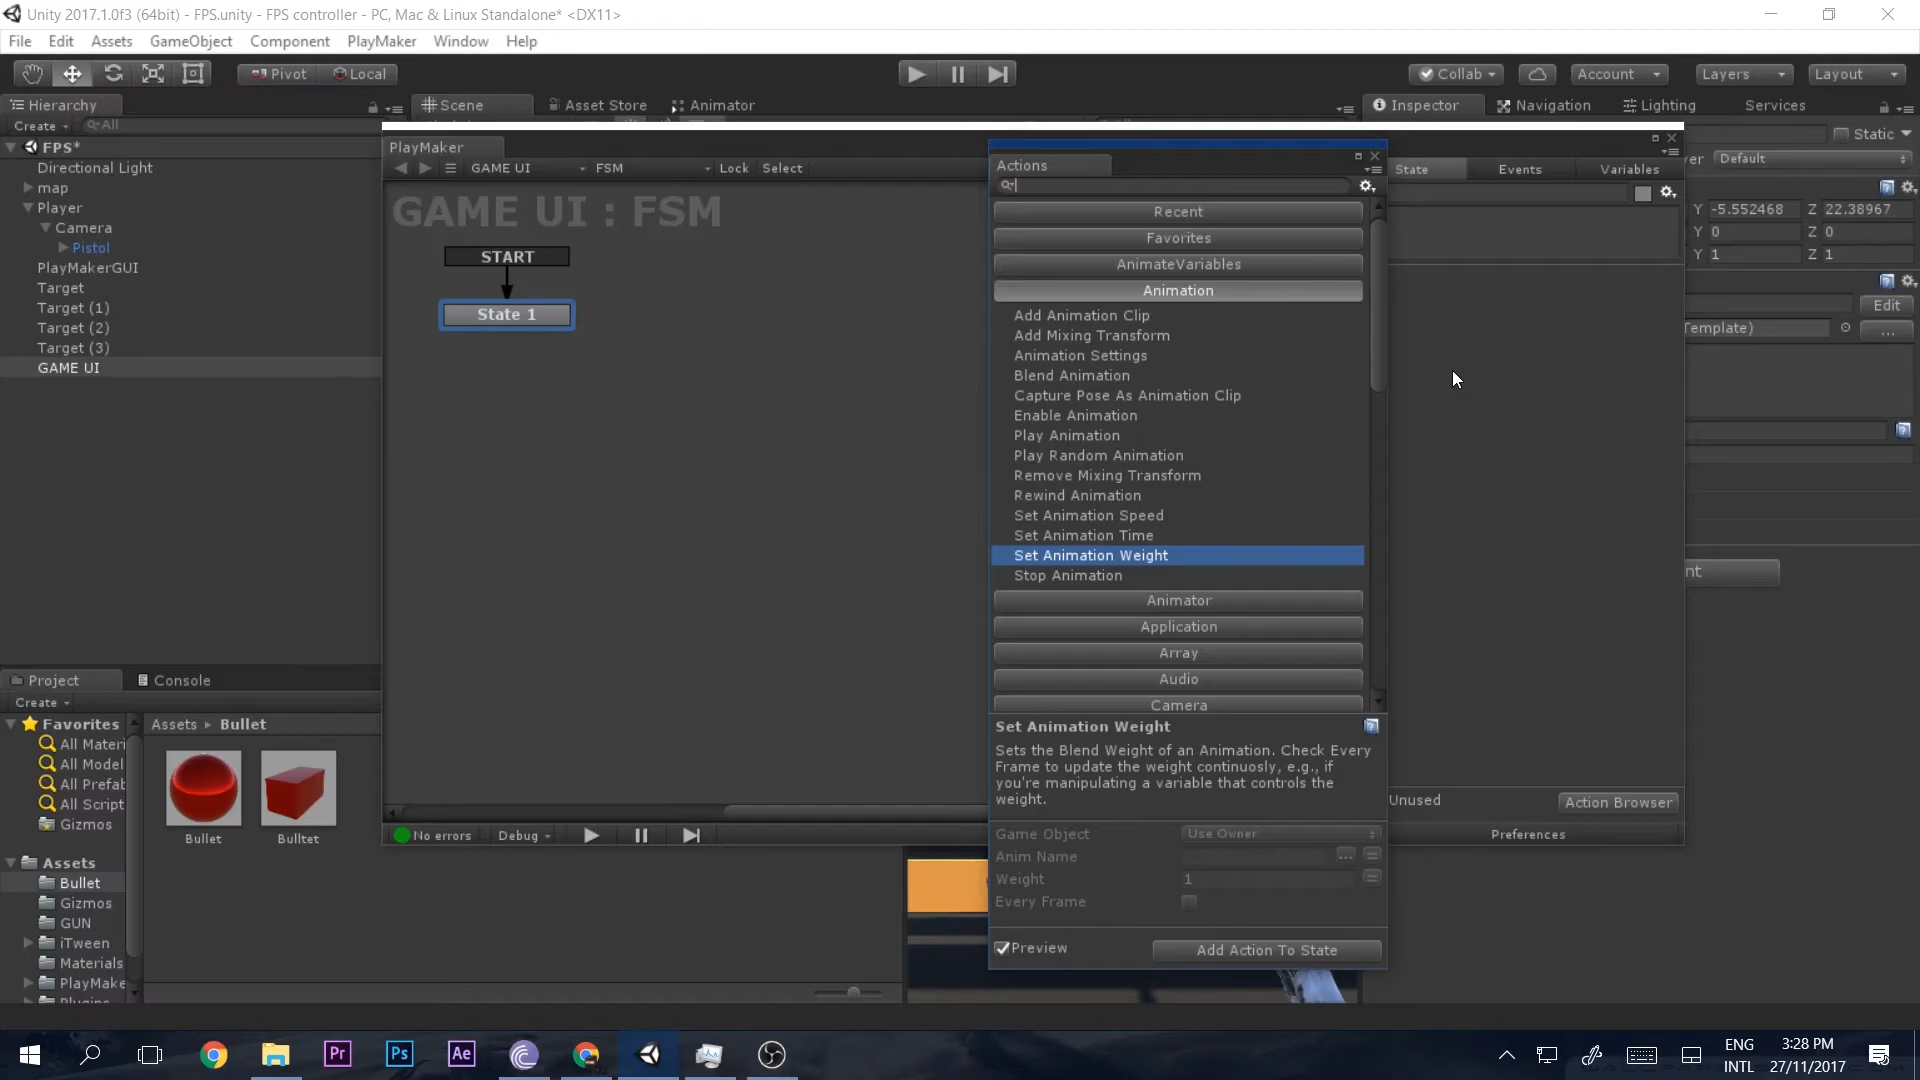 Unity 2017.1.0f3 (64bit) - FPS.unity - FPS controller - PC, Mac & Linux Standalone* <DX11>
File Edit Assets GameObject Component PlayMaker Window Help
Pivot Local Collab Account Layers Layout
Hierarchy Scene Asset Store Animator Inspector Navigation Lighting Services
Create All
FPS*
Directional Light
map
Player
Camera
Pistol
PlayMakerGUI
Target
Target (1)
Target (2)
Target (3)
GAME UI
PlayMaker
GAME UI FSM Lock Select
GAME UI : FSM
START
State 1
No errors Debug
Actions
Recent
Favorites
AnimateVariables
Animation
Add Animation Clip
Add Mixing Transform
Animation Settings
Blend Animation
Capture Pose As Animation Clip
Enable Animation
Play Animation
Play Random Animation
Remove Mixing Transform
Rewind Animation
Set Animation Speed
Set Animation Time
Set Animation Weight
Stop Animation
Animator
Application
Array
Audio
Camera
Set Animation Weight
Sets the Blend Weight of an Animation. Check Every
Frame to update the weight continuosly, e.g., if
you're manipulating a variable that controls the
weight.
Game Object Use Owner
Anim Name ...
Weight 1
Every Frame
Preview Add Action To State
State Events Variables
Unused Action Browser
Preferences
Static
yer Default
Y -5.552468 Z 22.38967
Y 0 Z 0
Y 1 Z 1
Edit
Template) ...
nt
Project Console
Create
Favorites
All Materi
All Model
All Prefab
All Script
Gizmos
Assets
Bullet
Gizmos
GUN
iTween
Materials
PlayMake
Plugins
Assets Bullet
Bullet Bulltet
Pr Ps Ae
ENG
INTL
3:28 PM
27/11/2017